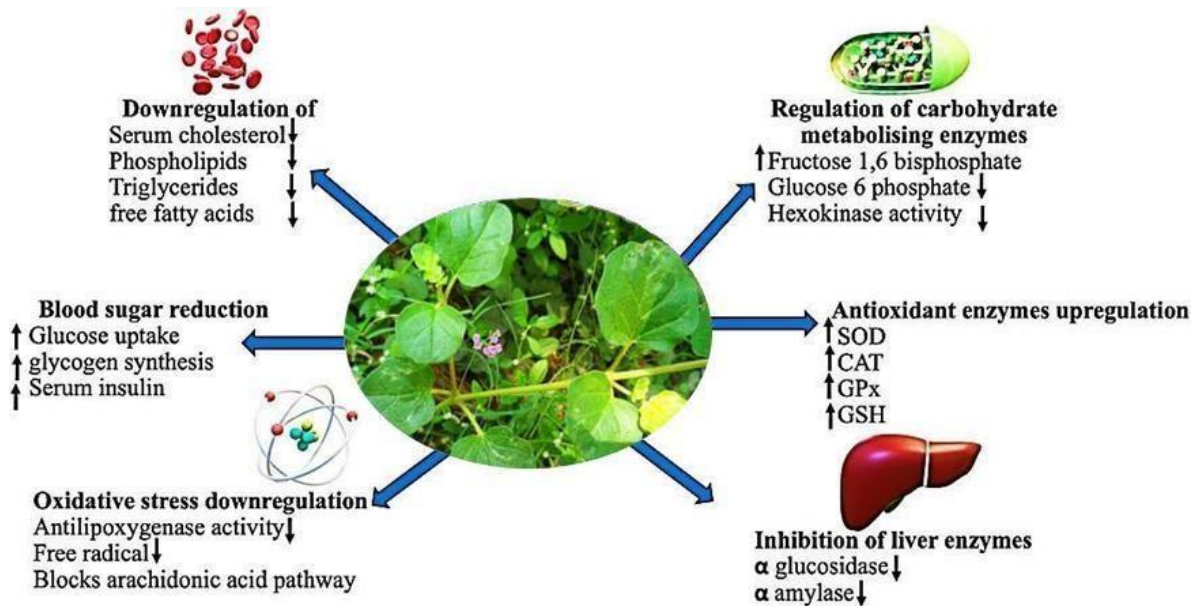 Downregulation of
Serum cholesterol↓
Phospholipids ↓
Triglycerides ↓
free fatty acids ↓
Regulation of carbohydrate
metabolising enzymes
↑Fructose 1,6 bisphosphate
Glucose 6 phosphate↓
Hexokinase activity ↓
Blood sugar reduction
↑ Glucose uptake
↑ glycogen synthesis
↑ Serum insulin
Antioxidant enzymes upregulation
↑SOD
↑CAT
↑GPx
↑GSH
Oxidative stress downregulation
Antilipoxygenase activity↓
Free radical↓
Blocks arachidonic acid pathway
Inhibition of liver enzymes
α glucosidase↓
α amylase↓